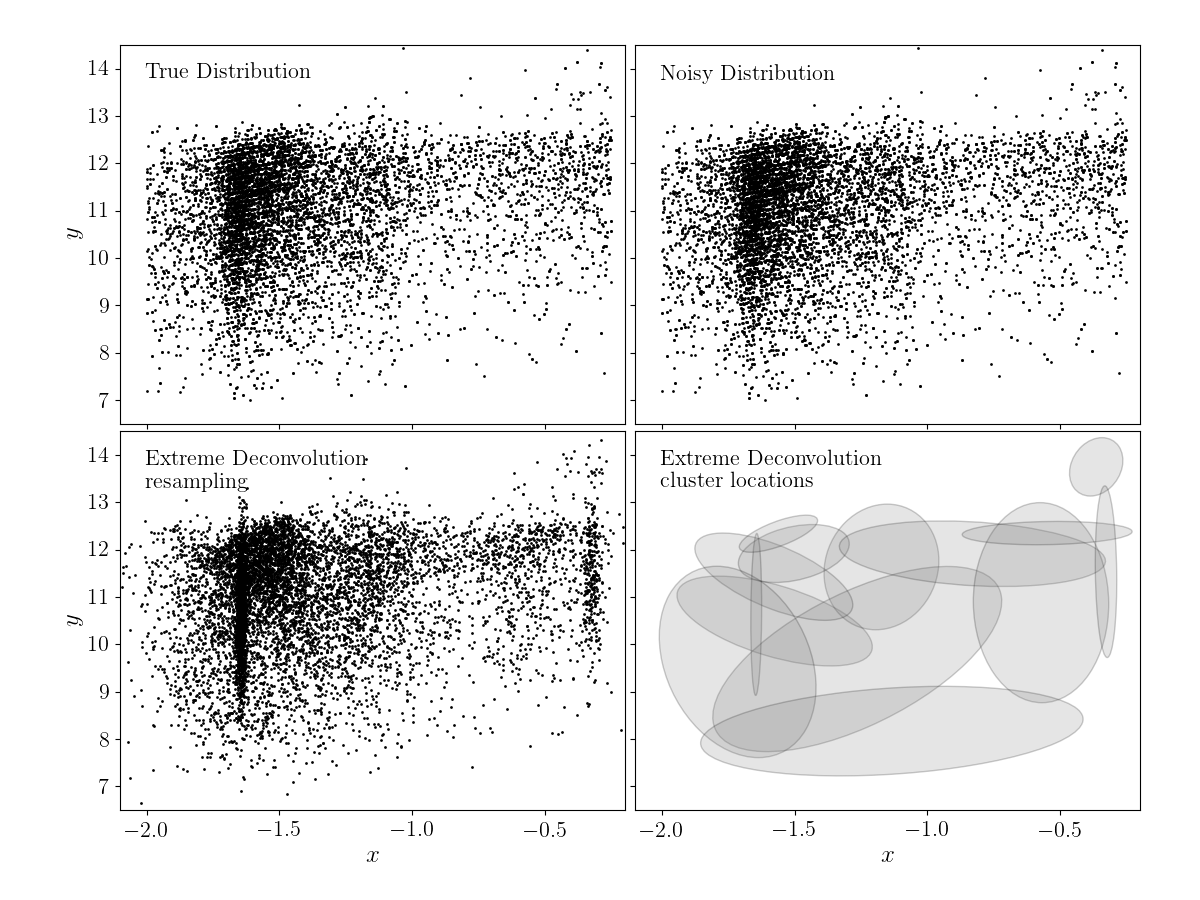 True Distribution
Noisy Distribution
14
13
12
11
10
9
8
7
y
Extreme Deconvolution
resampling
Extreme Deconvolution
cluster locations
14
13
12
11
10
9
8
7
y
−2.0 −1.5 −1.0 −0.5
−2.0 −1.5 −1.0 −0.5
x
x